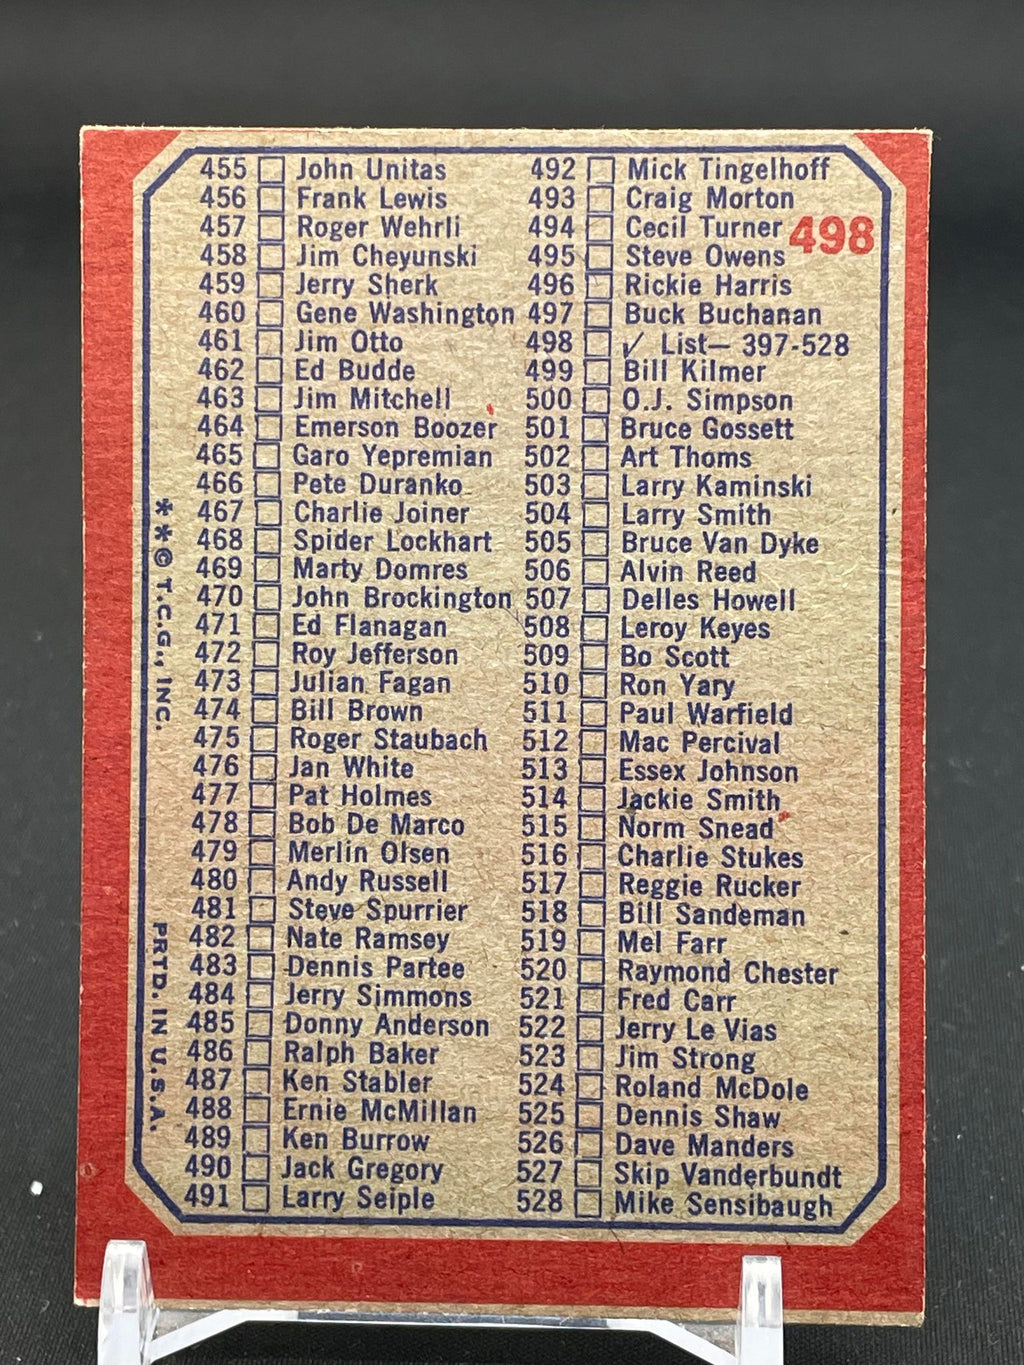 455 John Unitas
456 Frank Lewis
457 Roger Wehrli
458 Jim Cheyunski
459 Jerry Sherk
460 Gene Washington
461 Jim Otto
462 Ed Budde
463 Jim Mitchell
464 Emerson Boozer
465 Garo Yepremian
466 Pete Duranko
467 Charlie Joiner
468 Spider Lockhart
469 Marty Domres
470 John Brockington
471 Ed Flanagan
472 Roy Jefferson
473 Julian Fagan
474 Bill Brown
475 Roger Staubach
476 Jan White
477 Pat Holmes
478 Bob De Marco
479 Merlin Olsen
480 Andy Russell
481 Steve Spurrier
482 Nate Ramsey
483 Dennis Partee
484 Jerry Simmons
485 Donny Anderson
486 Ralph Baker
487 Ken Stabler
488 Ernie McMillan
489 Ken Burrow
490 Jack Gregory
491 Larry Seiple
492 Mick Tingelhoff
493 Craig Morton
494 Cecil Turner
498
495 Steve Owens
496 Rickie Harris
497 Buck Buchanan
498 ✓ List— 397-528
499 Bill Kilmer
500 O.J. Simpson
501 Bruce Gossett
502 Art Thoms
503 Larry Kaminski
504 Larry Smith
505 Bruce Van Dyke
506 Alvin Reed
507 Delles Howell
508 Leroy Keyes
509 Bo Scott
510 Ron Yary
511 Paul Warfield
512 Mac Percival
513 Essex Johnson
514 Jackie Smith
515 Norm Snead
516 Charlie Stukes
517 Reggie Rucker
518 Bill Sandeman
519 Mel Farr
520 Raymond Chester
521 Fred Carr
522 Jerry Le Vias
523 Jim Strong
524 Roland McDole
525 Dennis Shaw
526 Dave Manders
527 Skip Vanderbundt
528 Mike Sensibaugh
**© T.C.G., INC. PRTD. IN U.S.A.